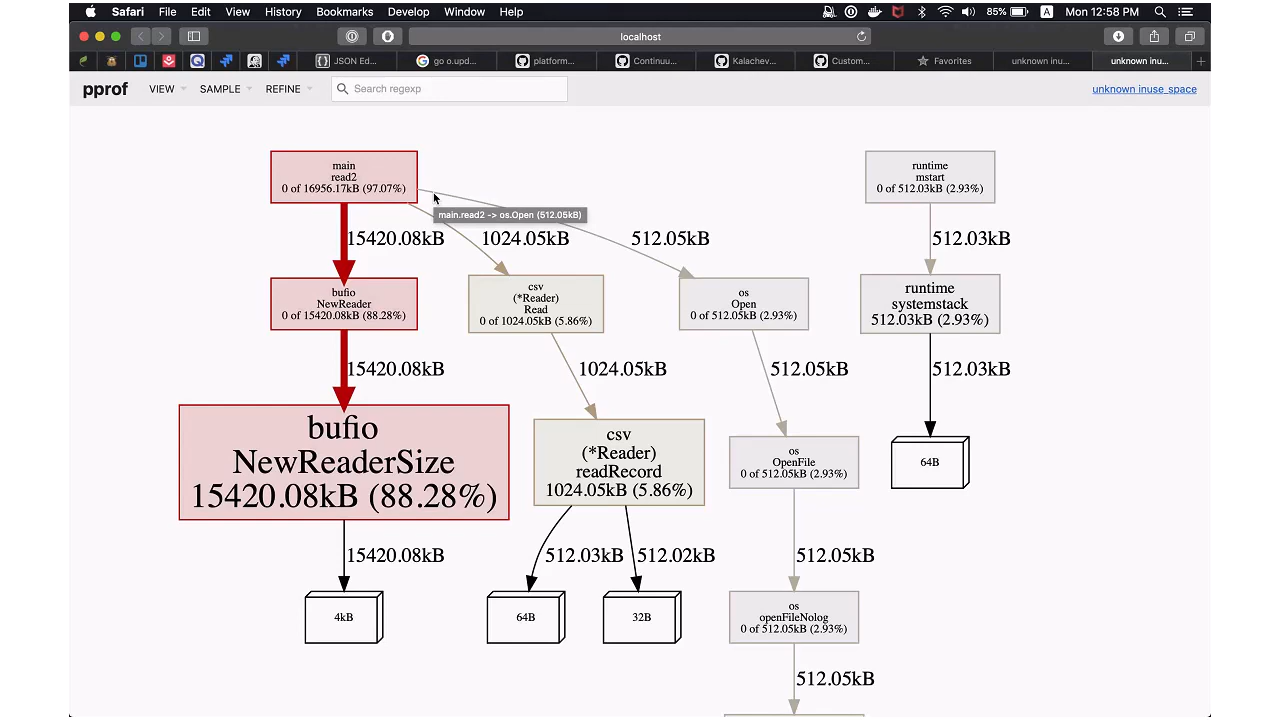 Safari File Edit View History Bookmarks Develop Window Help
85% A Mon 12:58 PM
localhost
JSON Ed...
go o.upd...
platform...
Continuu...
Kalachev...
Custom...
Favorites
unknown inu...
unknown inu...
pprof
VIEW
SAMPLE
REFINE
Search regexp
unknown inuse_space
main
read2
0 of 16956.17kB (97.07%)
runtime
mstart
0 of 512.03kB (2.93%)
main.read2 -> os.Open (512.05kB)
15420.08kB
1024.05kB
512.05kB
512.03kB
bufio
NewReader
0 of 15420.08kB (88.28%)
csv
(*Reader)
Read
0 of 1024.05kB (5.86%)
os
Open
0 of 512.05kB (2.93%)
runtime
systemstack
512.03kB (2.93%)
15420.08kB
1024.05kB
512.05kB
512.03kB
bufio
NewReaderSize
15420.08kB (88.28%)
csv
(*Reader)
readRecord
1024.05kB (5.86%)
os
OpenFile
0 of 512.05kB (2.93%)
64B
15420.08kB
512.03kB
512.02kB
512.05kB
4kB
64B
32B
os
openFileNolog
0 of 512.05kB (2.93%)
512.05kB